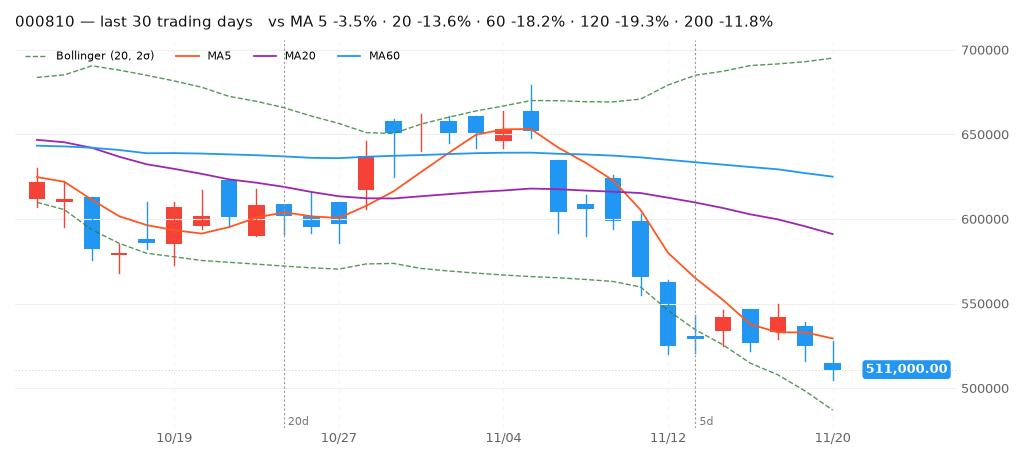 000810 — last 30 trading days   vs MA 5 -3.5% · 20 -13.6% · 60 -18.2% · 120 -19.3% · 200 -11.8%
Bollinger (20, 2σ) MA5 MA20 MA60
700000
650000
600000
550000
511,000.00
500000
20d 5d
10/19 10/27 11/04 11/12 11/20